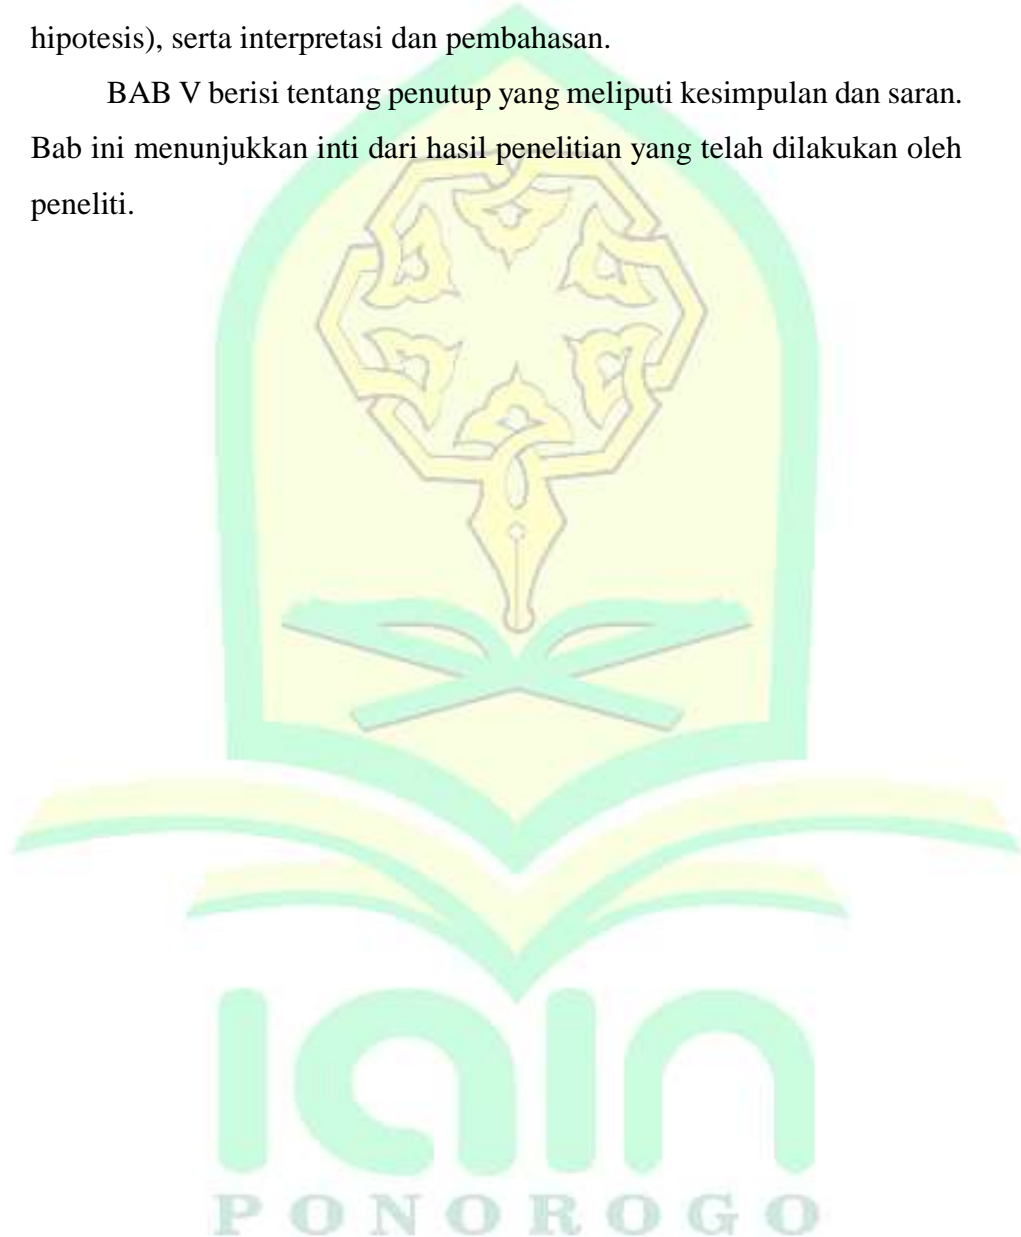 hipotesis), serta interpretasi dan pembahasan.
BAB V berisi tentang penutup yang meliputi kesimpulan dan saran.
Bab ini menunjukkan inti dari hasil penelitian yang telah dilakukan oleh
peneliti.
iain
PONOROGO